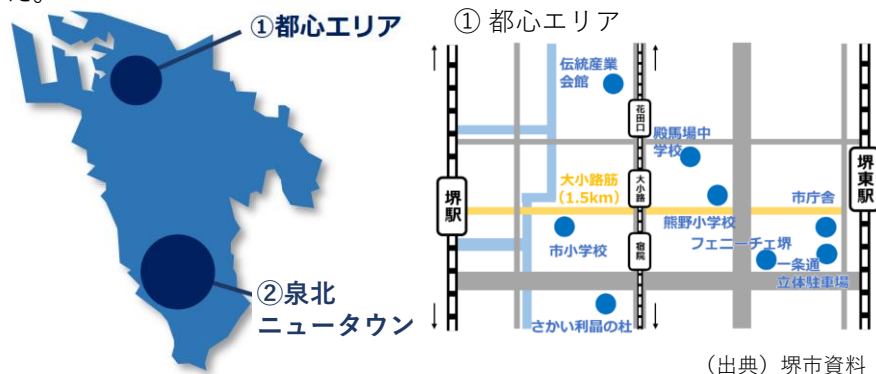 た。
①都心エリア
②泉北
ニュータウン
① 都心エリア
伝統産業
会館
花田口
殿馬場中
学校
大小路筋
(1.5km)
大小路
堺駅
堺東駅
市庁舎
熊野小学校
市小学校
フェニーチェ堺
宿院
一条通
立体駐車場
さかい利晶の杜
（出典）堺市資料